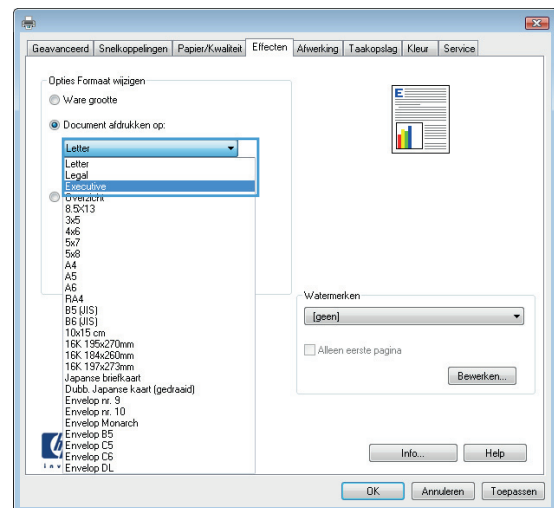 Geavanceerd Snelkoppelingen Papier/Kwaliteit Effecten Afwerking Taakopslag Kleur Service
Opties Formaat wijzigen
Ware grootte
Document afdrukken op:
Letter
Letter
Legal
Executive
Overzicht
8.5X13
3x5
4x6
5x7
5x8
A4
A5
A6
RA4
B5 (JIS)
B6 (JIS)
10x15 cm
16K 195x270mm
16K 184x260mm
16K 197x273mm
Japanse briefkaart
Dubb. Japanse kaart (gedraaid)
Envelop nr. 9
Envelop nr. 10
Envelop Monarch
Envelop B5
Envelop C5
Envelop C6
Envelop DL
E
Watermerken
[geen]
Alleen eerste pagina
Bewerken...
i n v
Info... Help
OK Annuleren Toepassen